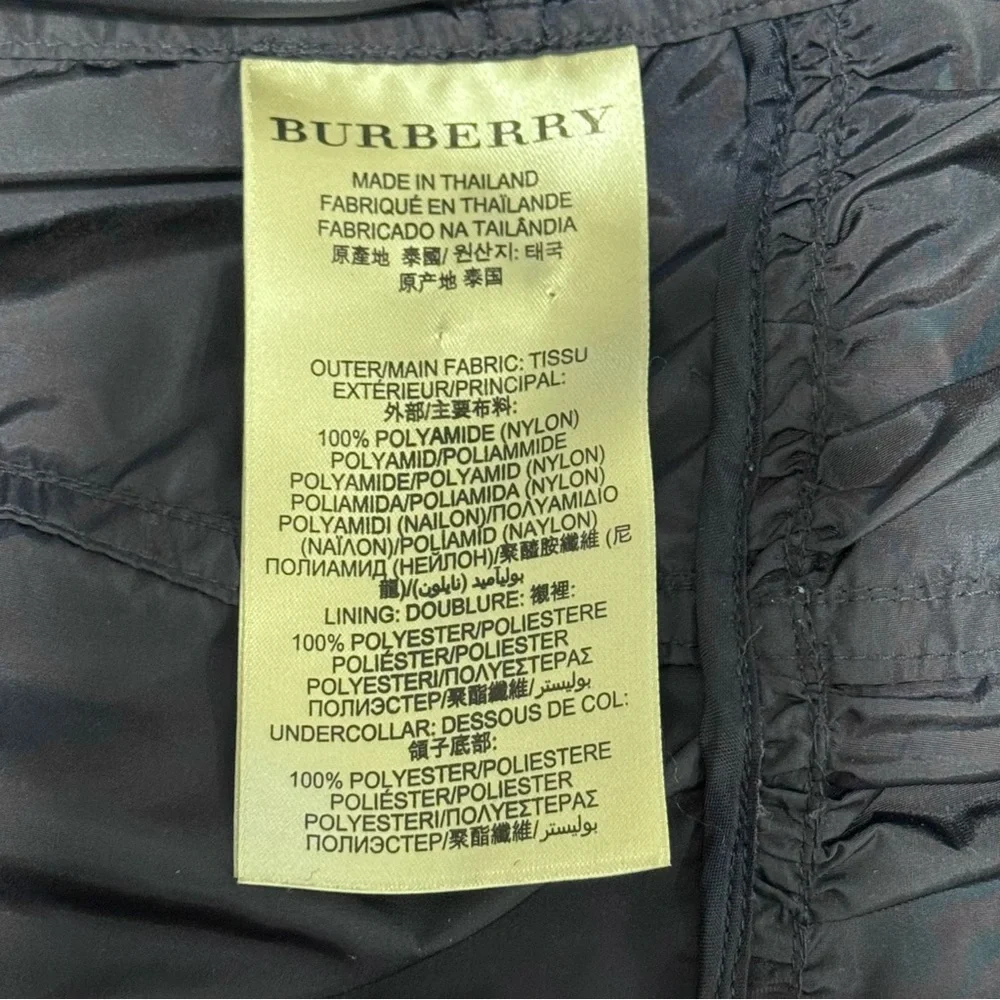 BURBERRY
MADE IN THAILAND
FABRIQUÉ EN THAÏLANDE
FABRICADO NA TAILÂNDIA
原產地 泰國/ 원산지: 태국
原产地 泰国
OUTER/MAIN FABRIC: TISSU
EXTÉRIEUR/PRINCIPAL:
外部/主要布料:
100% POLYAMIDE (NYLON)
POLYAMID/POLIAMMIDE
POLYAMIDE/POLYAMID (NYLON)
POLIAMIDA/POLIAMIDA (NYLON)
POLYAMIDI (NAILON)/ΠΟΛΥΑΜΙΔΙΟ
(ΝΑΪΛΟΝ)/POLİAMİD (NAYLON)
ПОЛИАМИД (НЕЙЛОН)/聚醯胺纖維 (尼
龍)/بولیآمید (نایلون)
LINING: DOUBLURE: 襯裡:
100% POLYESTER/POLIESTERE
POLIÉSTER/POLIESTER
POLYESTERI/ΠΟΛΥΕΣΤΕΡΑΣ
ПОЛИЭСТЕР/聚酯纖維/بوليستر
UNDERCOLLAR: DESSOUS DE COL:
領子底部:
100% POLYESTER/POLIESTERE
POLIÉSTER/POLIESTER
POLYESTERI/ΠΟΛΥΕΣΤΕΡΑΣ
ПОЛИЭСТЕР/聚酯纖維/بوليستر